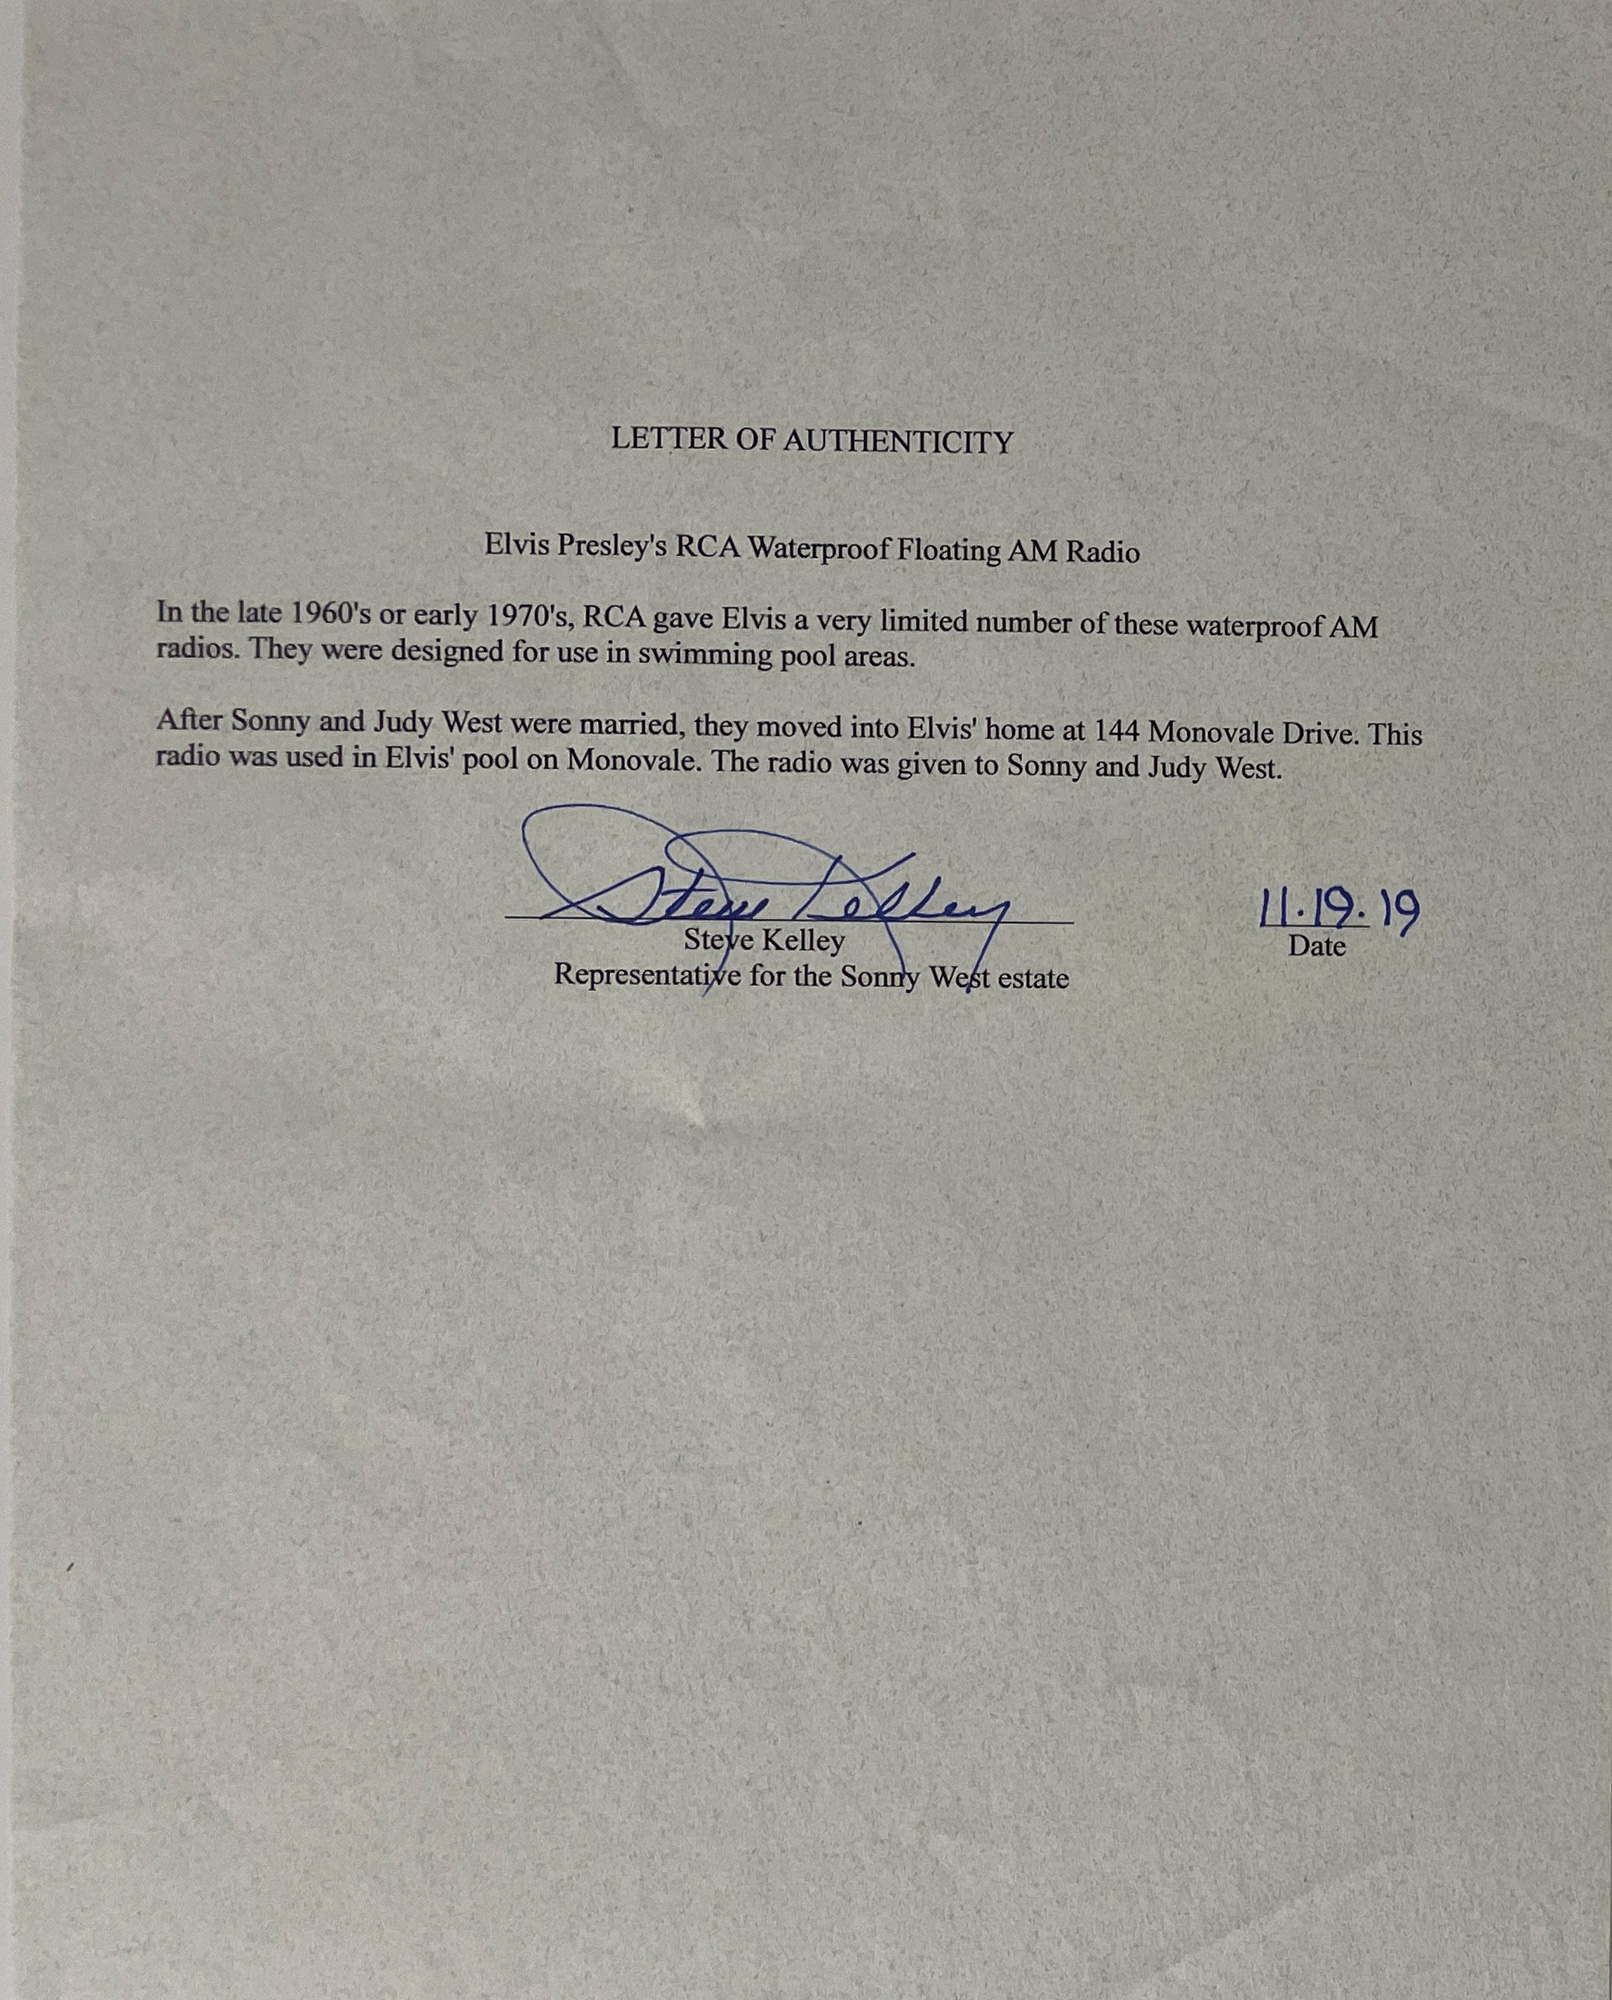 LETTER OF AUTHENTICITY
Elvis Presley's RCA Waterproof Floating AM Radio
In the late 1960's or early 1970's, RCA gave Elvis a very limited number of these waterproof AM
radios. They were designed for use in swimming pool areas.
After Sonny and Judy West were married, they moved into Elvis' home at 144 Monovale Drive. This
radio was used in Elvis' pool on Monovale. The radio was given to Sonny and Judy West.
Steve Kelley
11.19.19
Steve Kelley
Date
Representative for the Sonny West estate